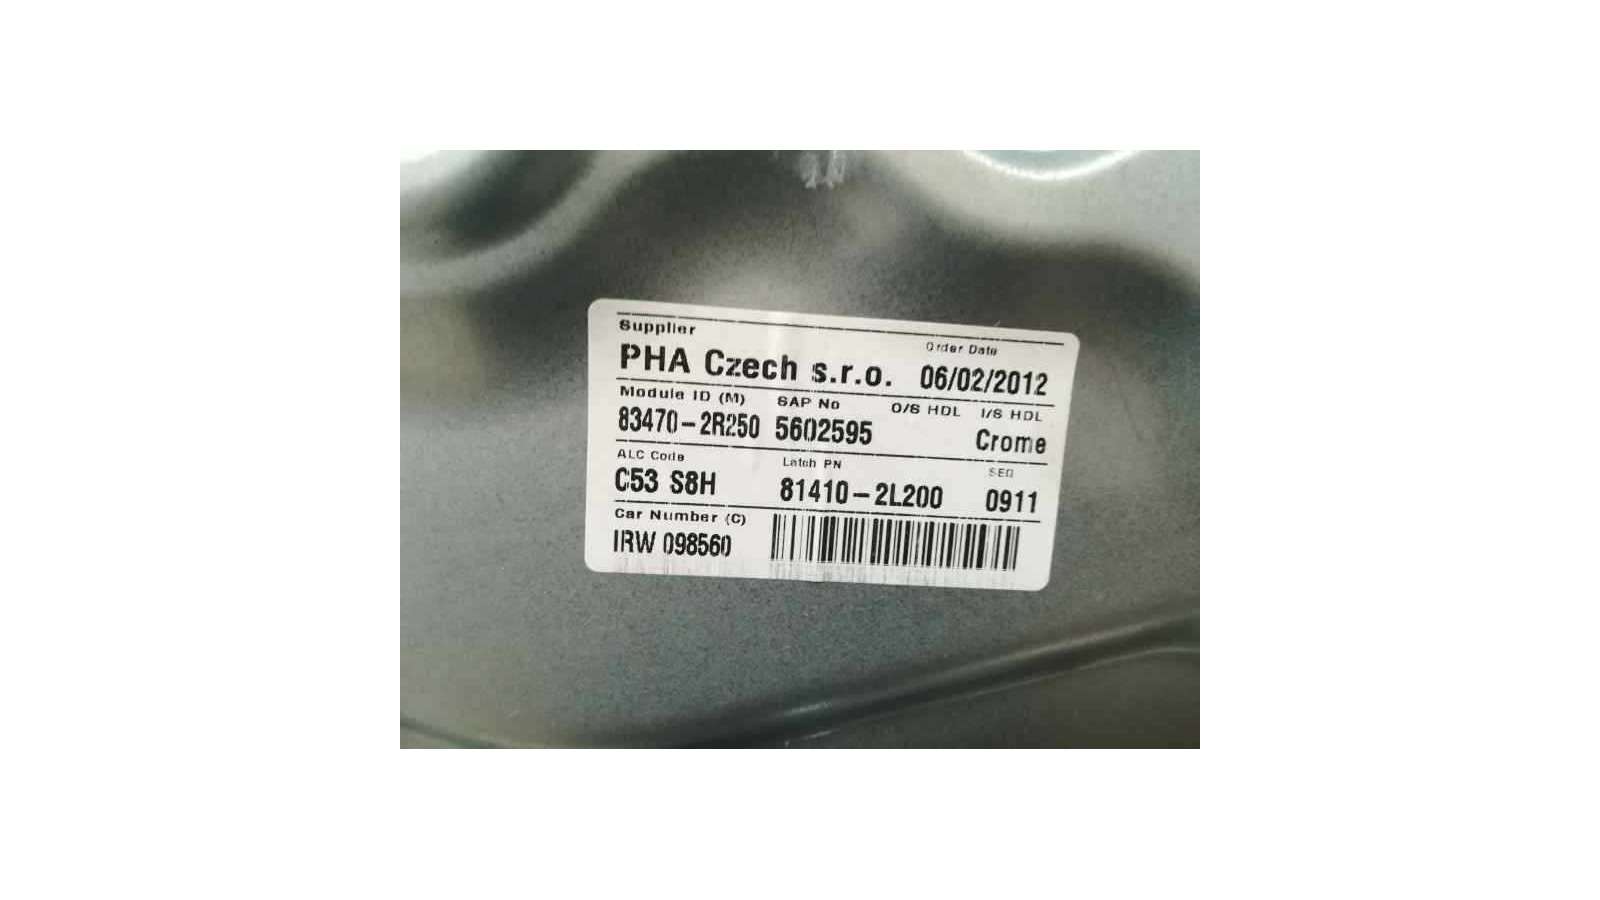 Supplier
Order Date
PHA Czech s.r.o. 06/02/2012
Module ID (M) SAP No O/S HDL I/S HDL
83470-2R250 5602595 Crome
ALC Code Latch PN SEQ
C53 S8H 81410-2L200 0911
Car Number (C)
IRW 098560